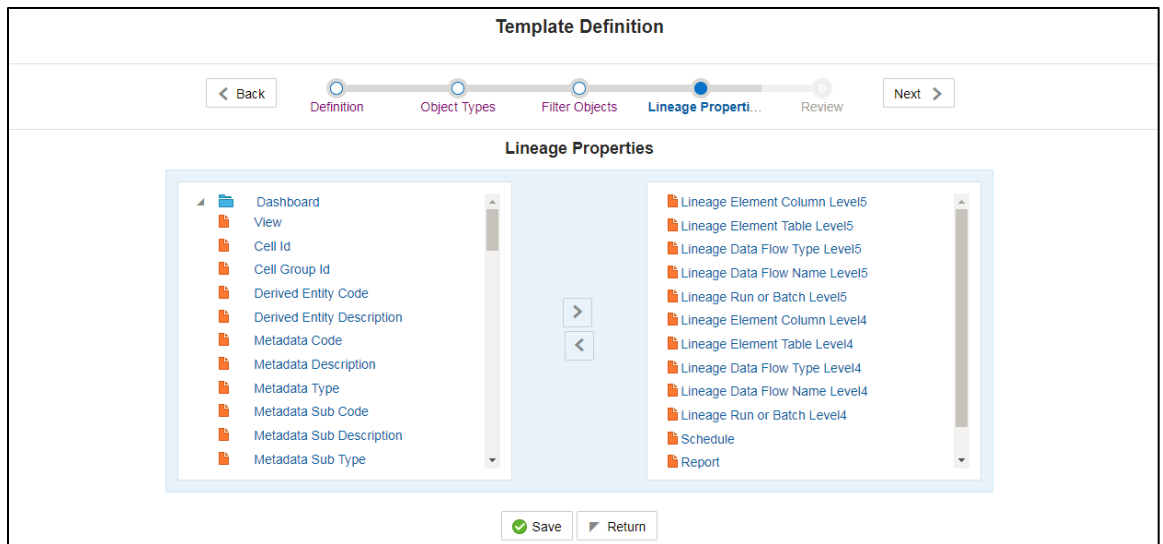 Template Definition
Back
Definition
Object Types
Filter Objects
Lineage Properti...
Review
Next
Lineage Properties
Dashboard
View
Cell Id
Cell Group Id
Derived Entity Code
Derived Entity Description
Metadata Code
Metadata Description
Metadata Type
Metadata Sub Code
Metadata Sub Description
Metadata Sub Type
Lineage Element Column Level5
Lineage Element Table Level5
Lineage Data Flow Type Level5
Lineage Data Flow Name Level5
Lineage Run or Batch Level5
Lineage Element Column Level4
Lineage Element Table Level4
Lineage Data Flow Type Level4
Lineage Data Flow Name Level4
Lineage Run or Batch Level4
Schedule
Report
Save
Return